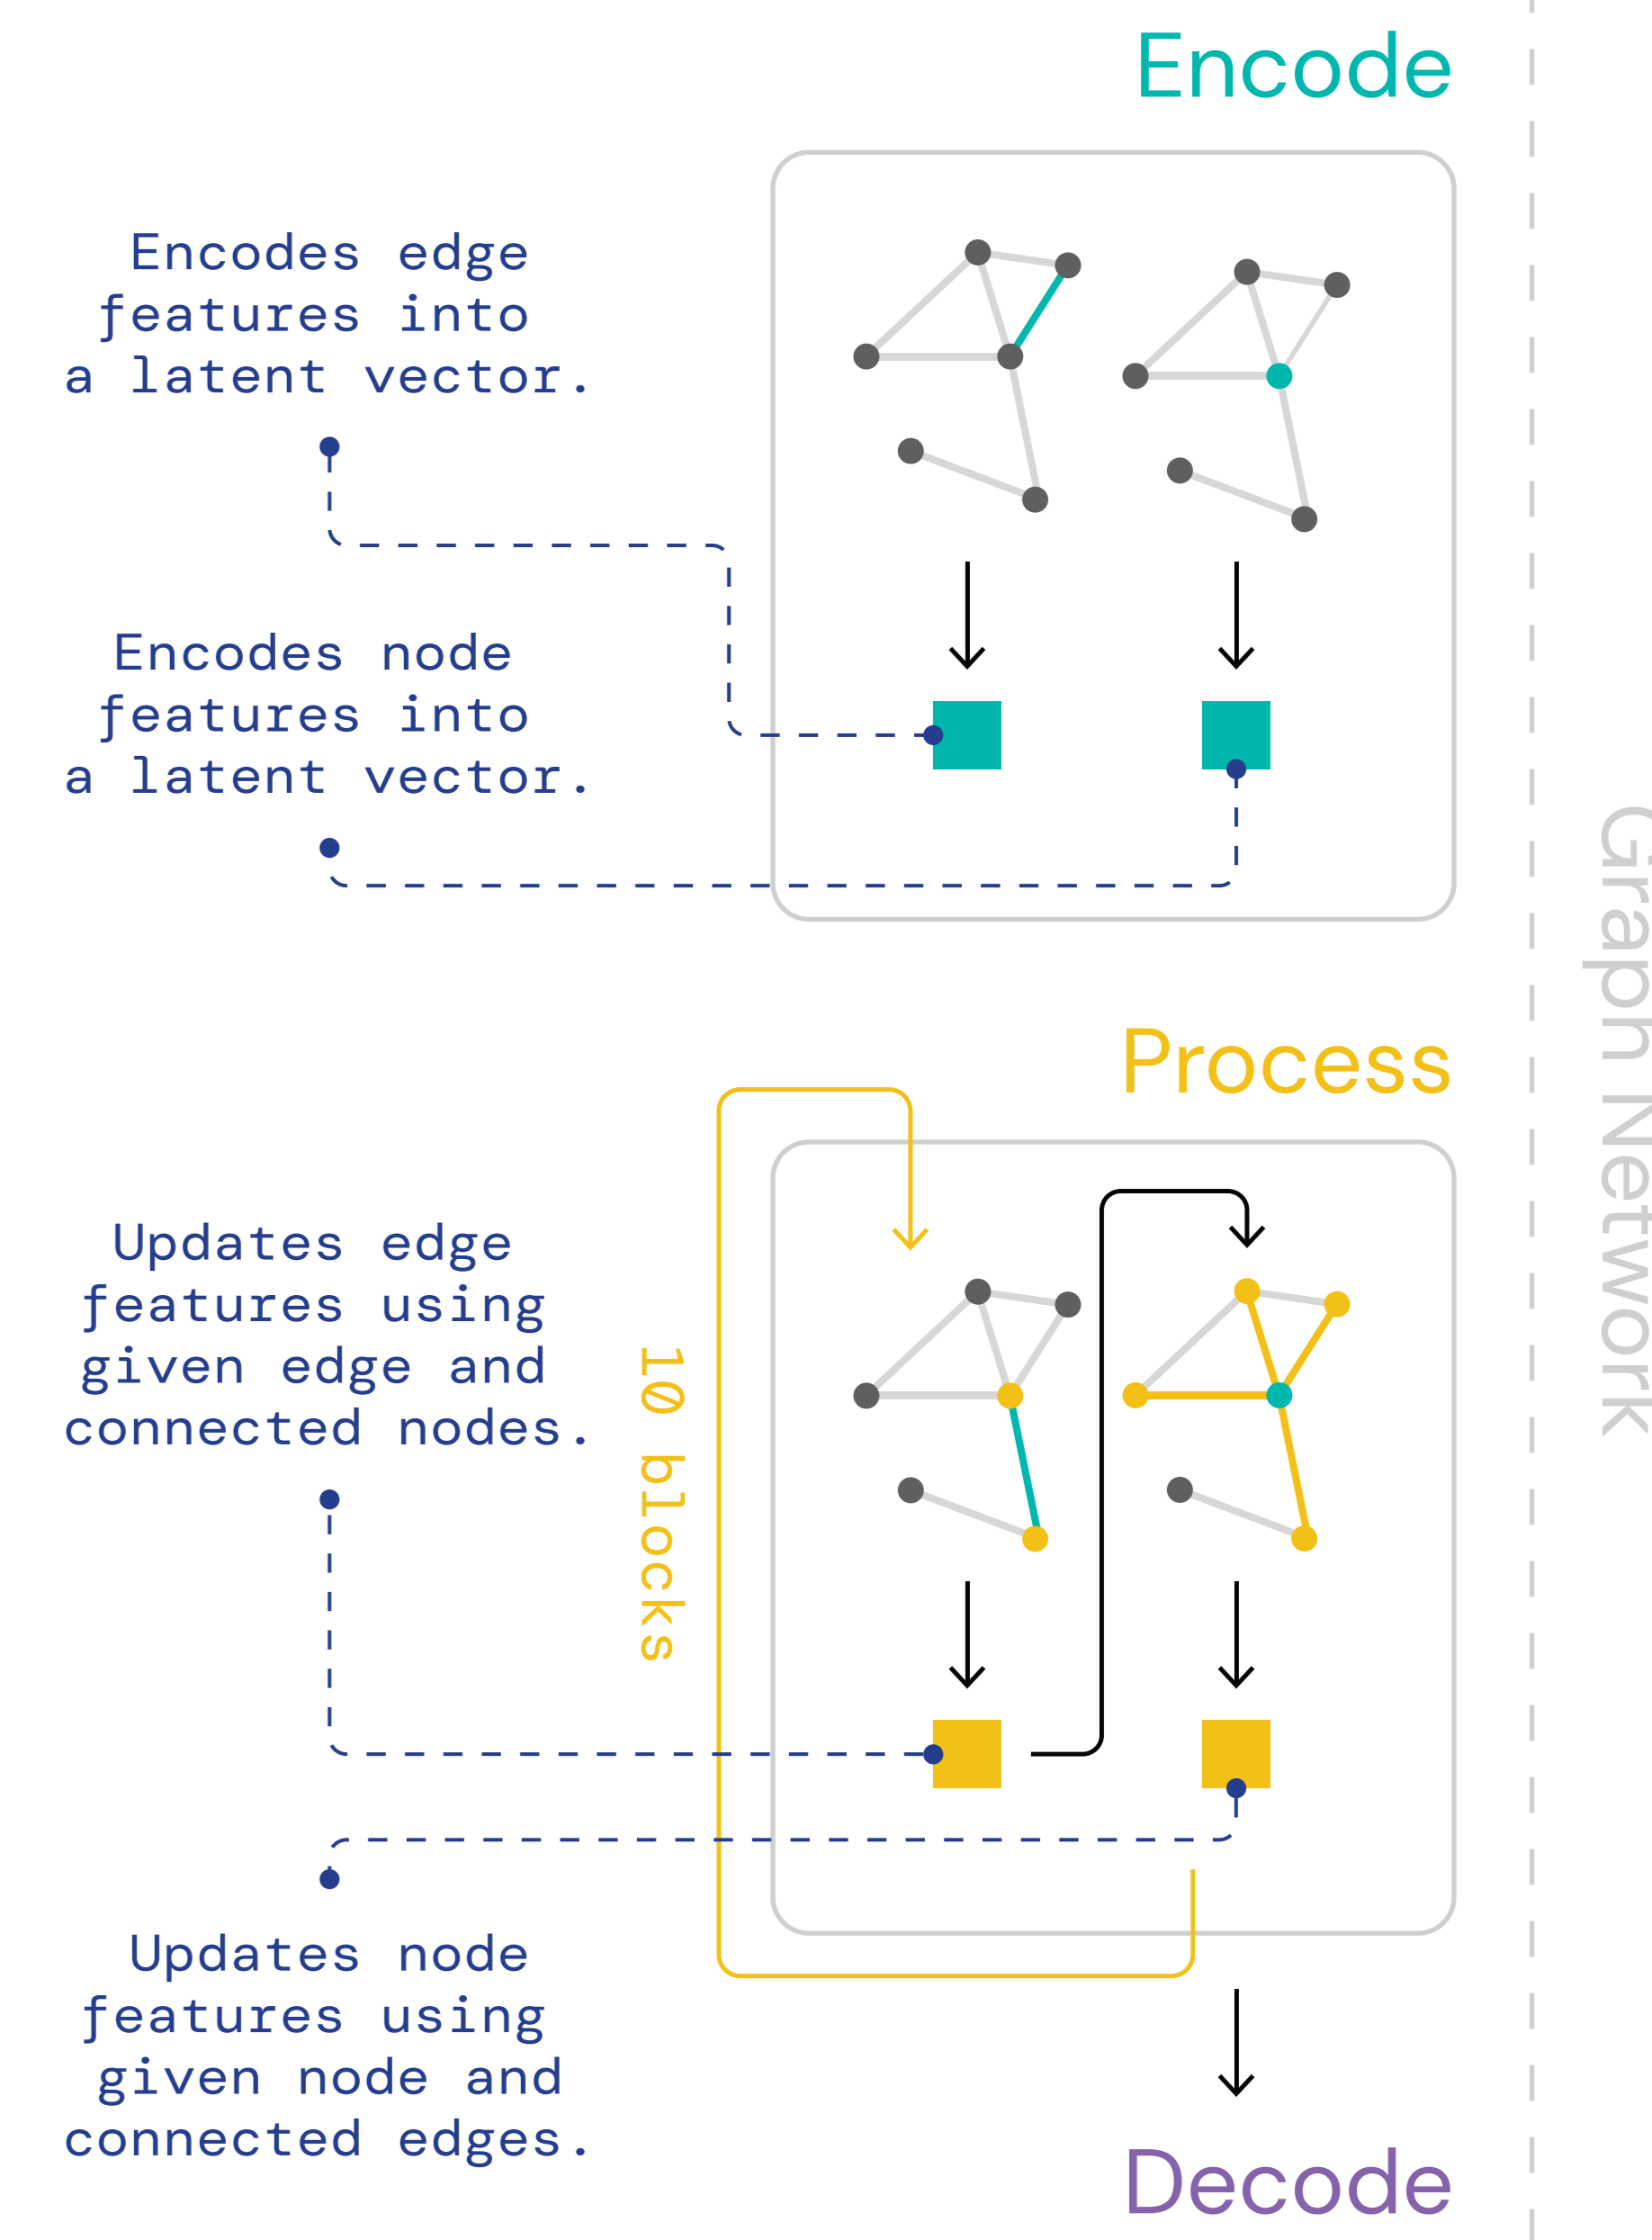 Encode
Encodes edge
features into
a latent vector.
Encodes node
features into
a latent vector.
Graph Network
Process
Updates edge
features using
given edge and
connected nodes.
10 blocks
Updates node
features using
given node and
connected edges.
Decode